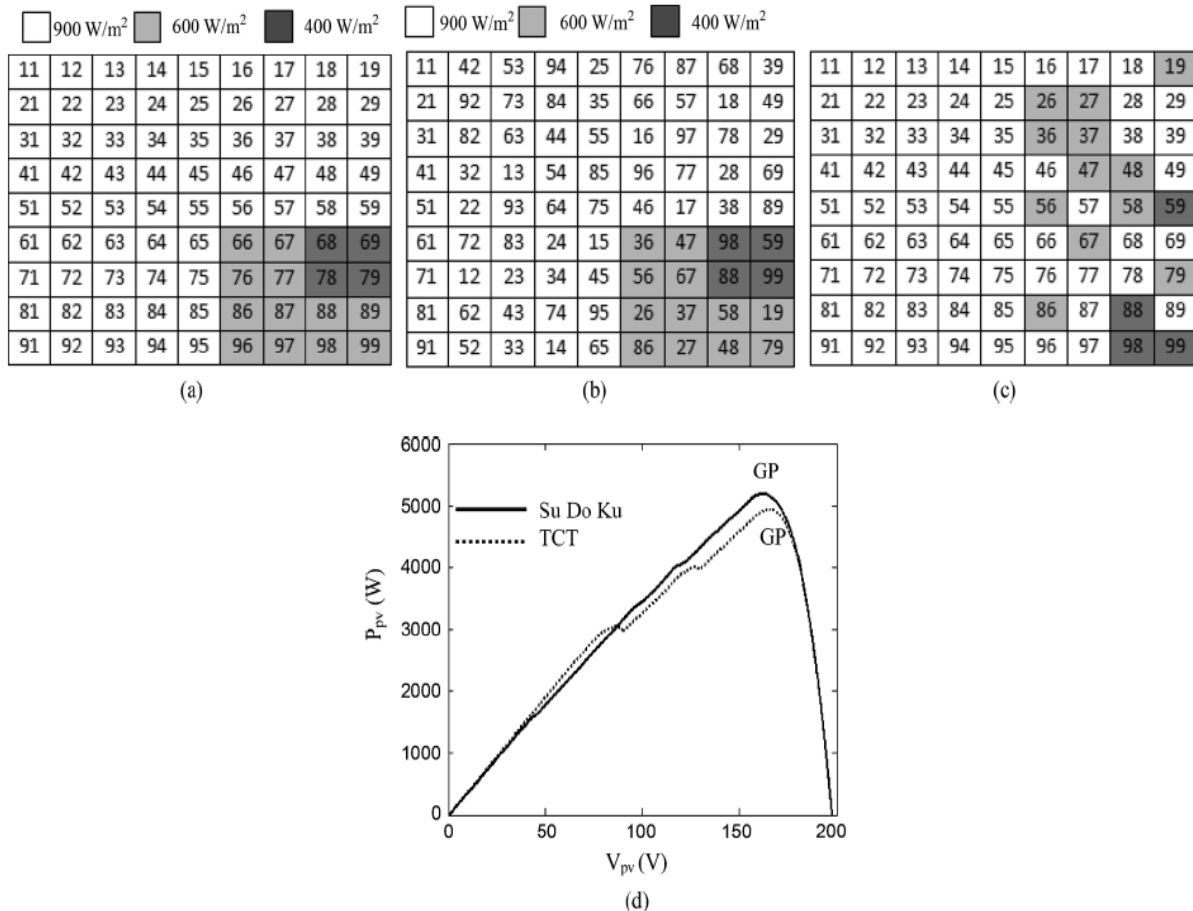 900 W/m² 600 W/m² 400 W/m² 900 W/m² 600 W/m² 400 W/m²
11 12 13 14 15 16 17 18 19
21 22 23 24 25 26 27 28 29
31 32 33 34 35 36 37 38 39
41 42 43 44 45 46 47 48 49
51 52 53 54 55 56 57 58 59
61 62 63 64 65 66 67 68 69
71 72 73 74 75 76 77 78 79
81 82 83 84 85 86 87 88 89
91 92 93 94 95 96 97 98 99
(a)
11 42 53 94 25 76 87 68 39
21 92 73 84 35 66 57 18 49
31 82 63 44 55 16 97 78 29
41 32 13 54 85 96 77 28 69
51 22 93 64 75 46 17 38 89
61 72 83 24 15 36 47 98 59
71 12 23 34 45 56 67 88 99
81 62 43 74 95 26 37 58 19
91 52 33 14 65 86 27 48 79
(b)
11 12 13 14 15 16 17 18 19
21 22 23 24 25 26 27 28 29
31 32 33 34 35 36 37 38 39
41 42 43 44 45 46 47 48 49
51 52 53 54 55 56 57 58 59
61 62 63 64 65 66 67 68 69
71 72 73 74 75 76 77 78 79
81 82 83 84 85 86 87 88 89
91 92 93 94 95 96 97 98 99
(c)
6000
5000
4000
3000
2000
1000
0
P_pv (W)
Su Do Ku
TCT
GP
GP
0 50 100 150 200
V_pv (V)
(d)